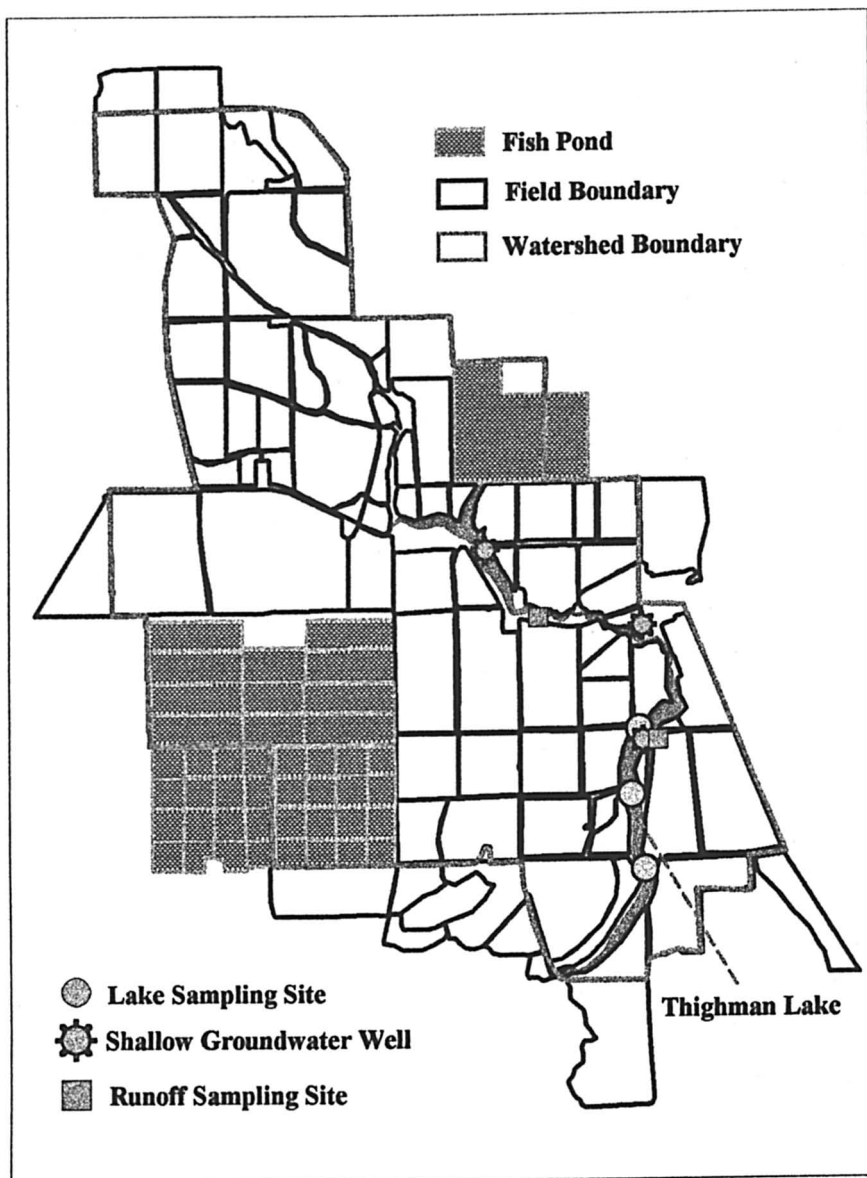 Fish Pond
Field Boundary
Watershed Boundary
Lake Sampling Site
Thighman Lake
Shallow Groundwater Well
Runoff Sampling Site